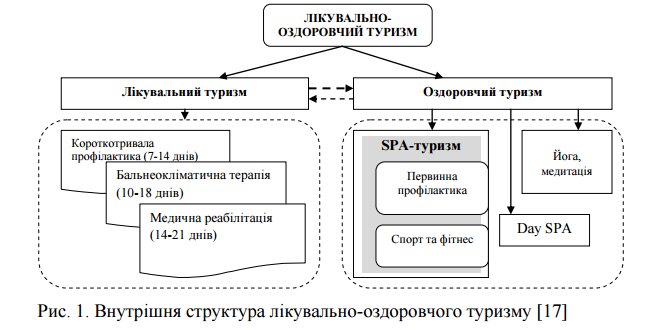 ЛІКУВАЛЬНО-
ОЗДОРОВЧИЙ ТУРИЗМ
Лікувальний туризм
Оздоровчий туризм
Короткотривала
профілактика (7-14 днів)
Бальнеокліматична терапія
(10-18 днів)
Медична реабілітація
(14-21 днів)
SPA-туризм
Первинна
профілактика
Спорт та фітнес
Йога,
медитація
Day SPA
Рис. 1. Внутрішня структура лікувально-оздоровчого туризму [17]